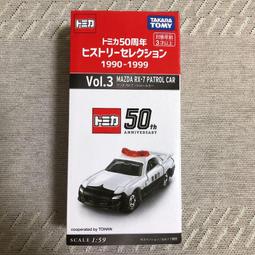 トミカ
TAKARA TOMY
トミカ50周年
対象年齢
3才以上
ヒストリーセレクション
1990-1999
Vol.3 MAZDA RX-7 PATROL CAR
トミカ
50th
ANNIVERSARY
cooperated by TOHAN
SCALE 1:59